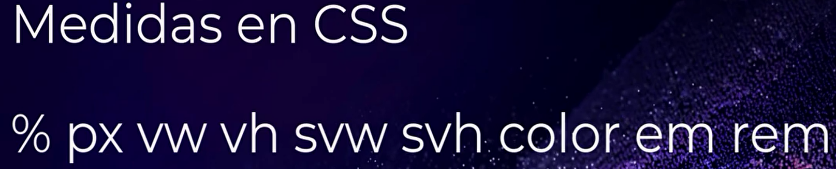 Medidas en CSS
% px vw vh svw svh color em rem